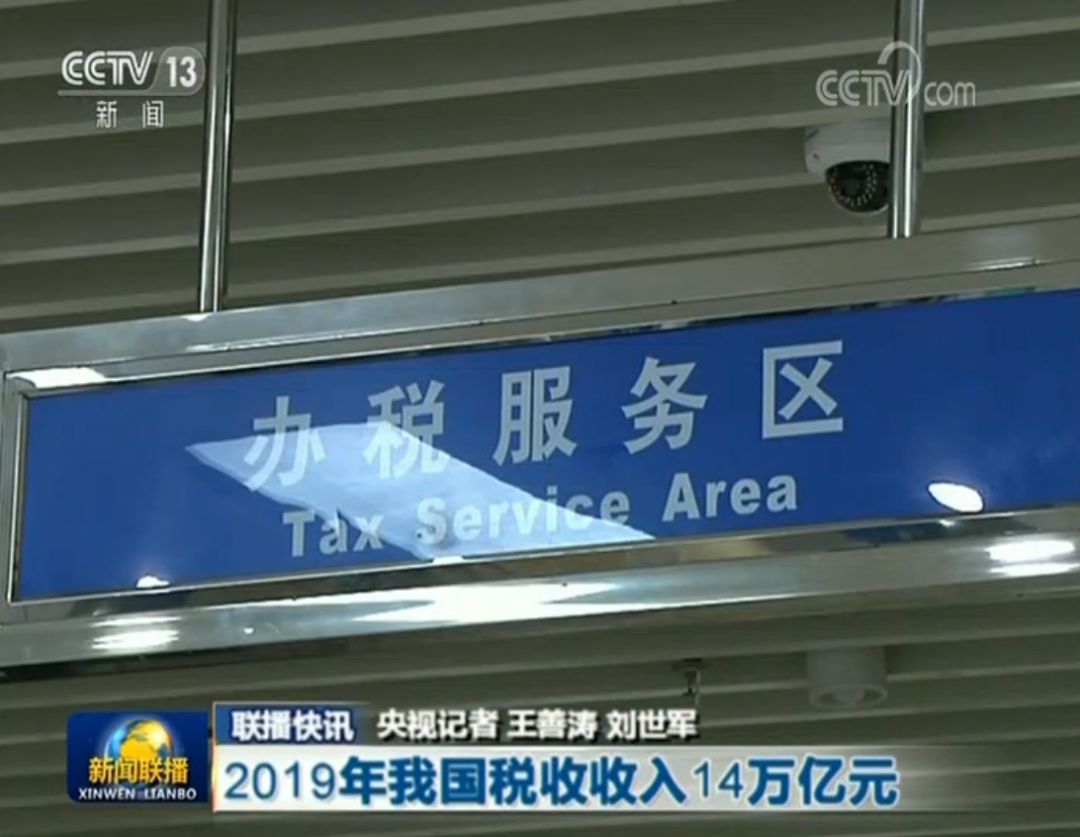 CCTV 13
新闻
CCTV.com
办税服务区
Tax Service Area
联播快讯 央视记者 王善涛 刘世军
新闻联播
XINWEN LIANBO
2019年我国税收收入14万亿元